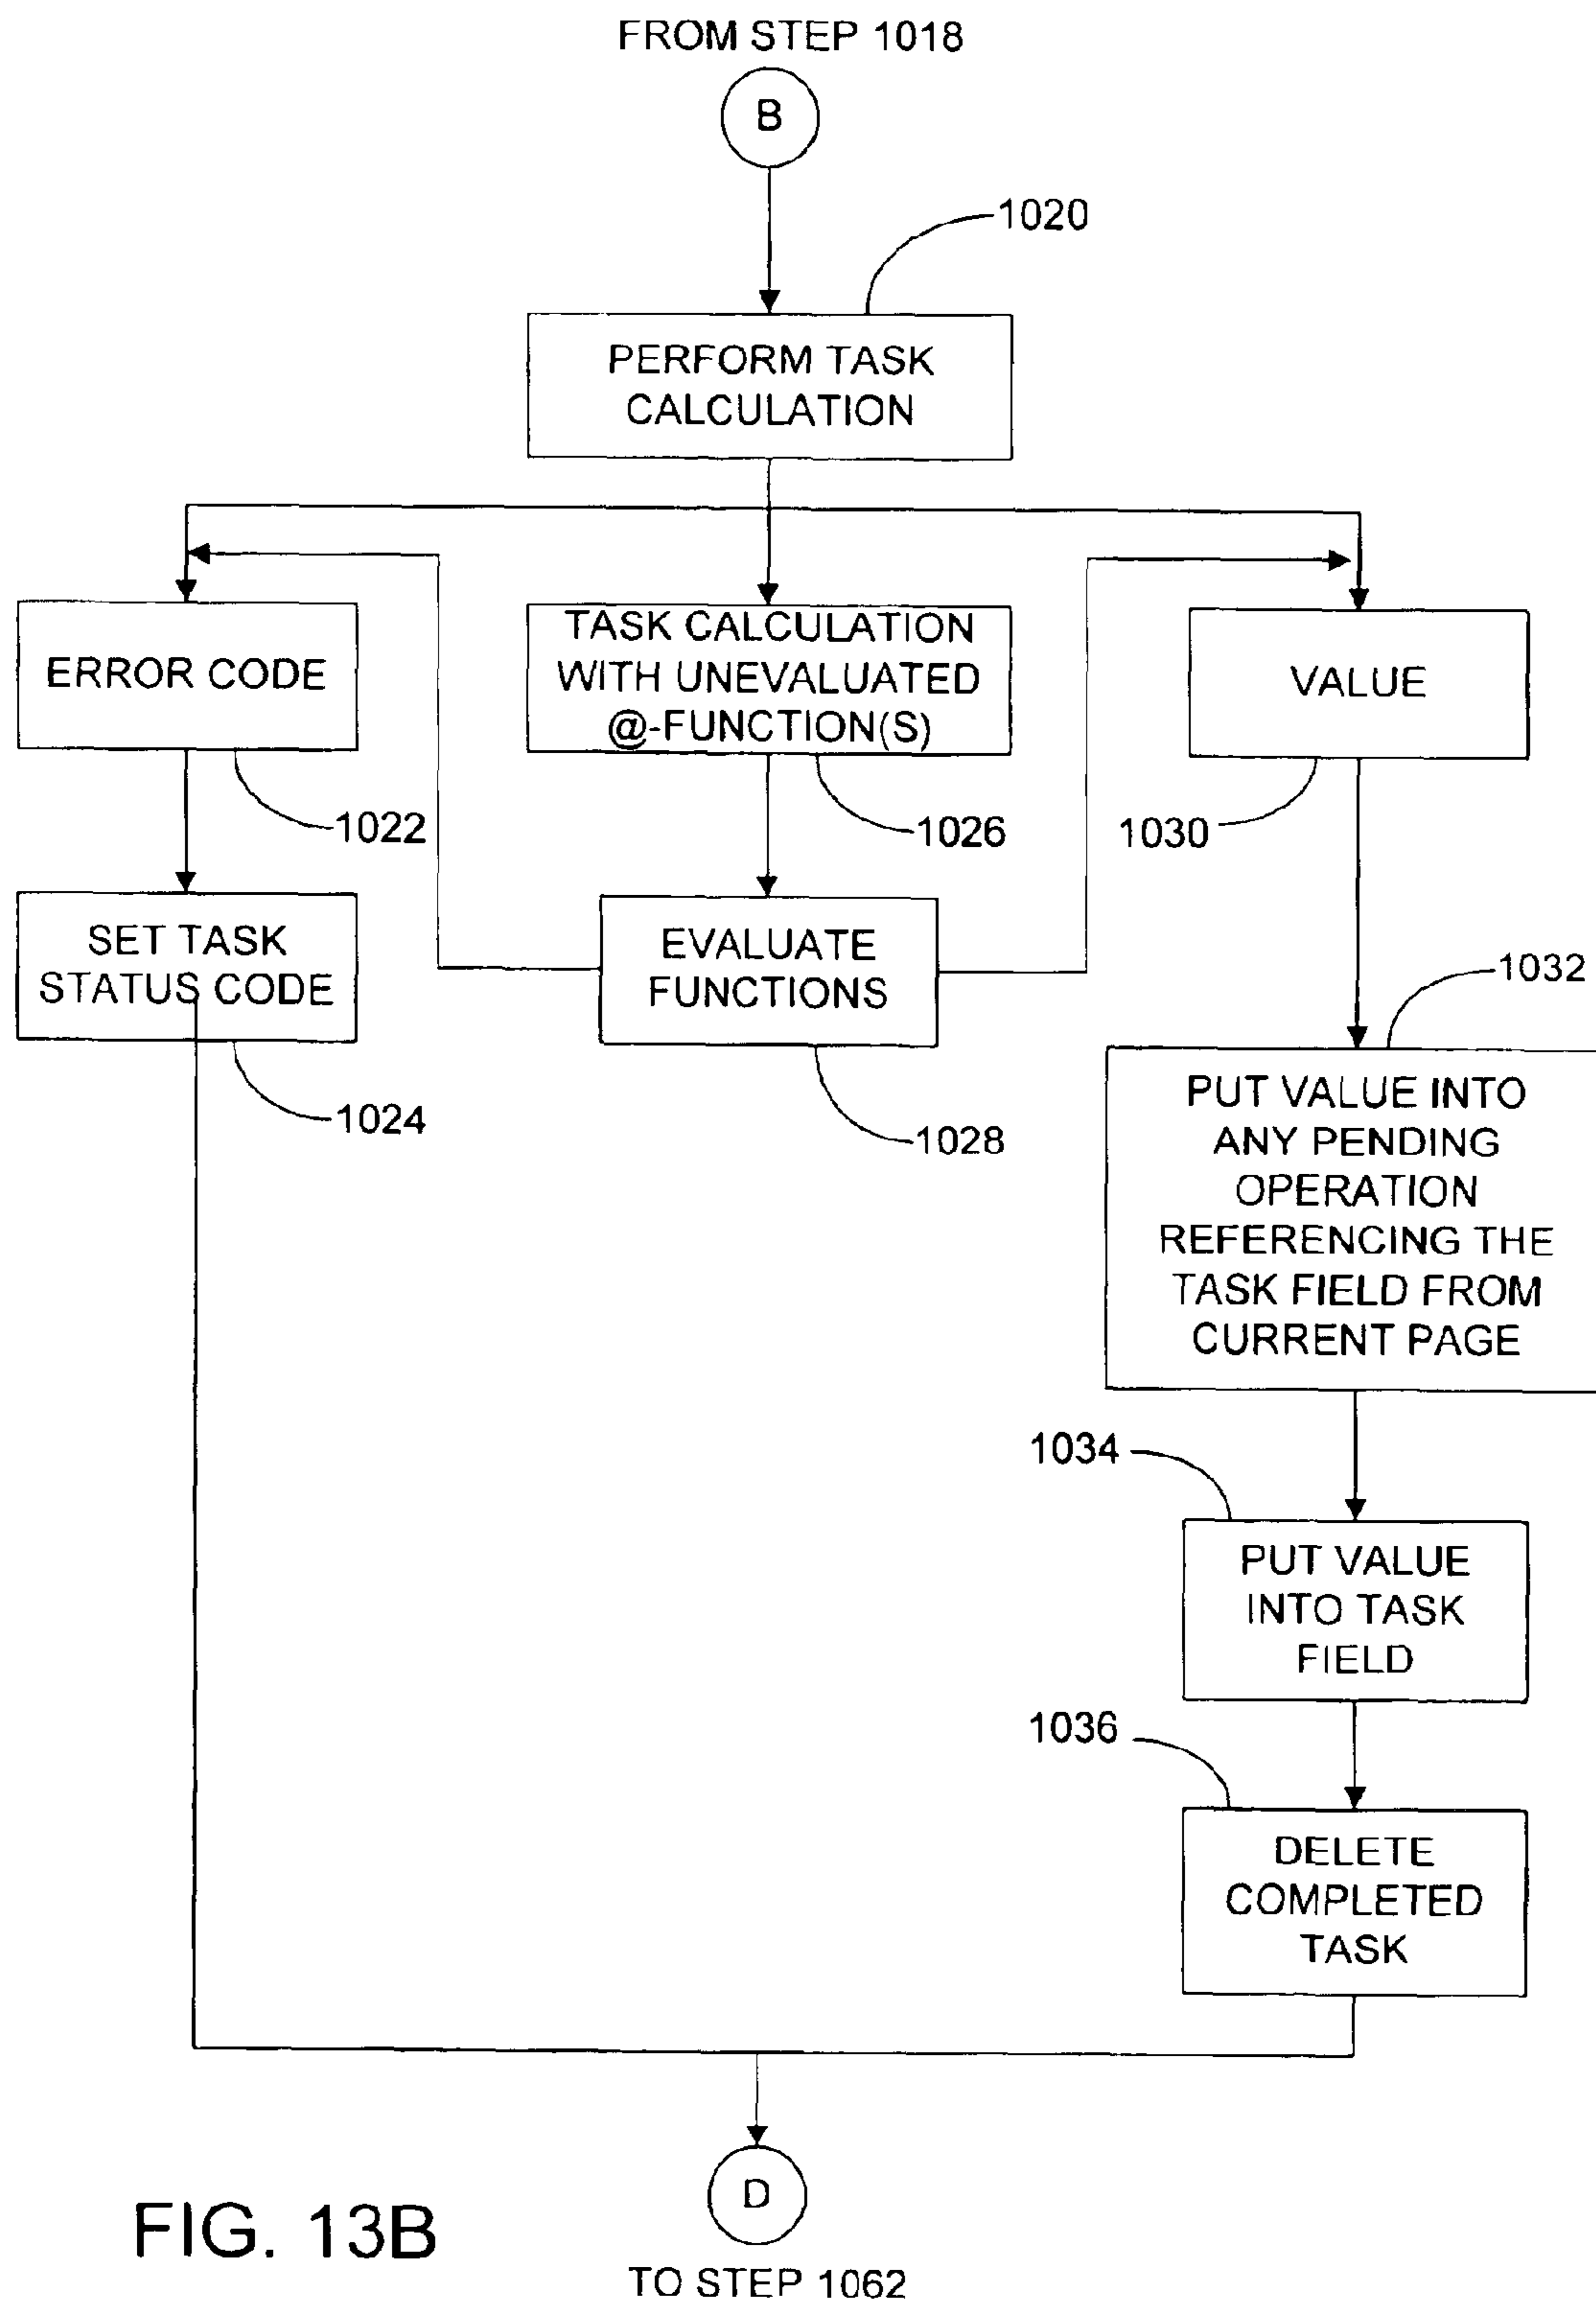 FROM STEP 1018
B
1020
PERFORM TASK
CALCULATION
ERROR CODE
TASK CALCULATION
WITH UNEVALUATED
@-FUNCTION(S)
VALUE
1022
1026
1030
SET TASK
STATUS CODE
EVALUATE
FUNCTIONS
1032
1024
1028
PUT VALUE INTO
ANY PENDING
OPERATION
REFERENCING THE
TASK FIELD FROM
CURRENT PAGE
1034
PUT VALUE
INTO TASK
FIELD
1036
DELETE
COMPLETED
TASK
D
FIG. 13B
TO STEP 1062